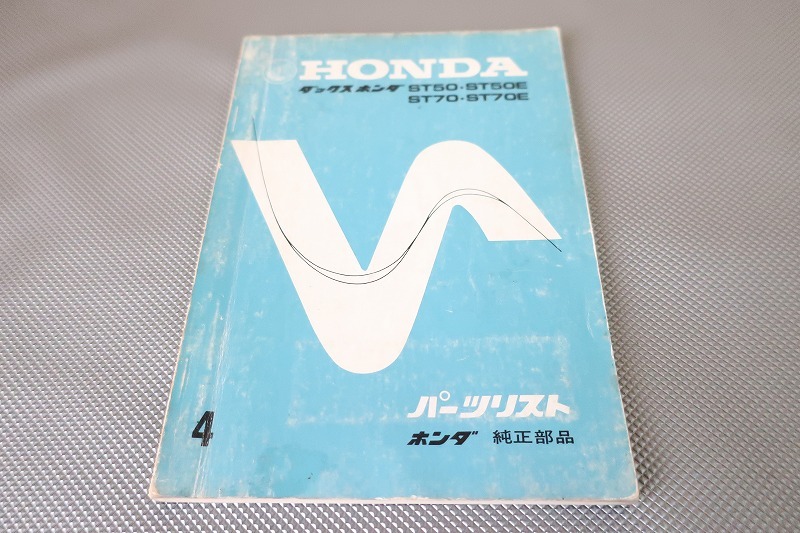 HONDA
ダックスホンダ ST50・ST50E
ST70・ST70E
パーツリスト
4
ホンダ 純正部品